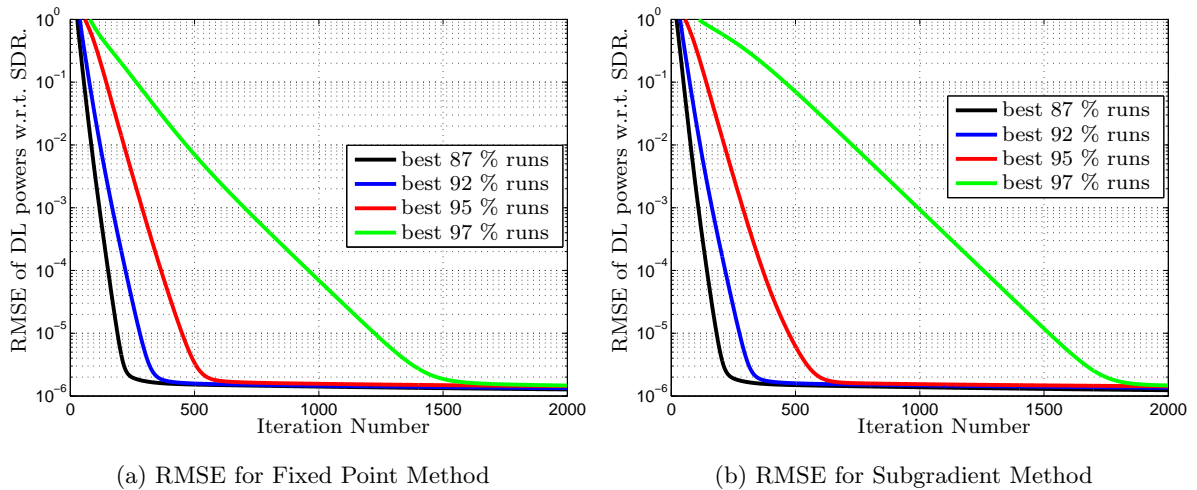 RMSE of DL powers w.r.t. SDR.
10^0
10^-1
10^-2
10^-3
10^-4
10^-5
10^-6
0
500
1000
1500
2000
Iteration Number
best 87 % runs
best 92 % runs
best 95 % runs
best 97 % runs
(a) RMSE for Fixed Point Method
RMSE of DL powers w.r.t. SDR.
10^0
10^-1
10^-2
10^-3
10^-4
10^-5
10^-6
0
500
1000
1500
2000
Iteration Number
best 87 % runs
best 92 % runs
best 95 % runs
best 97 % runs
(b) RMSE for Subgradient Method